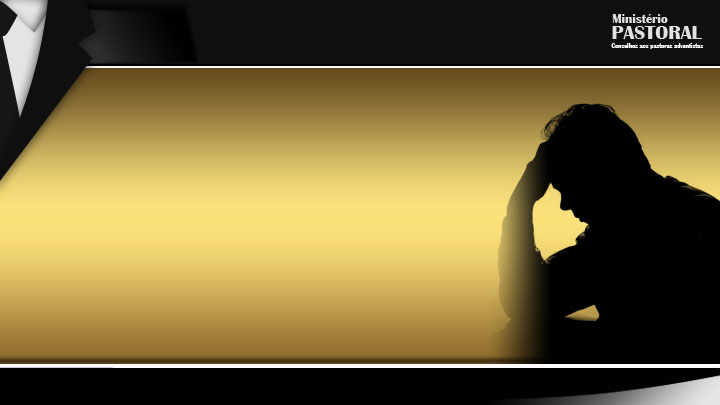 Ministério
PASTORAL
Conselhos aos pastores adventistas